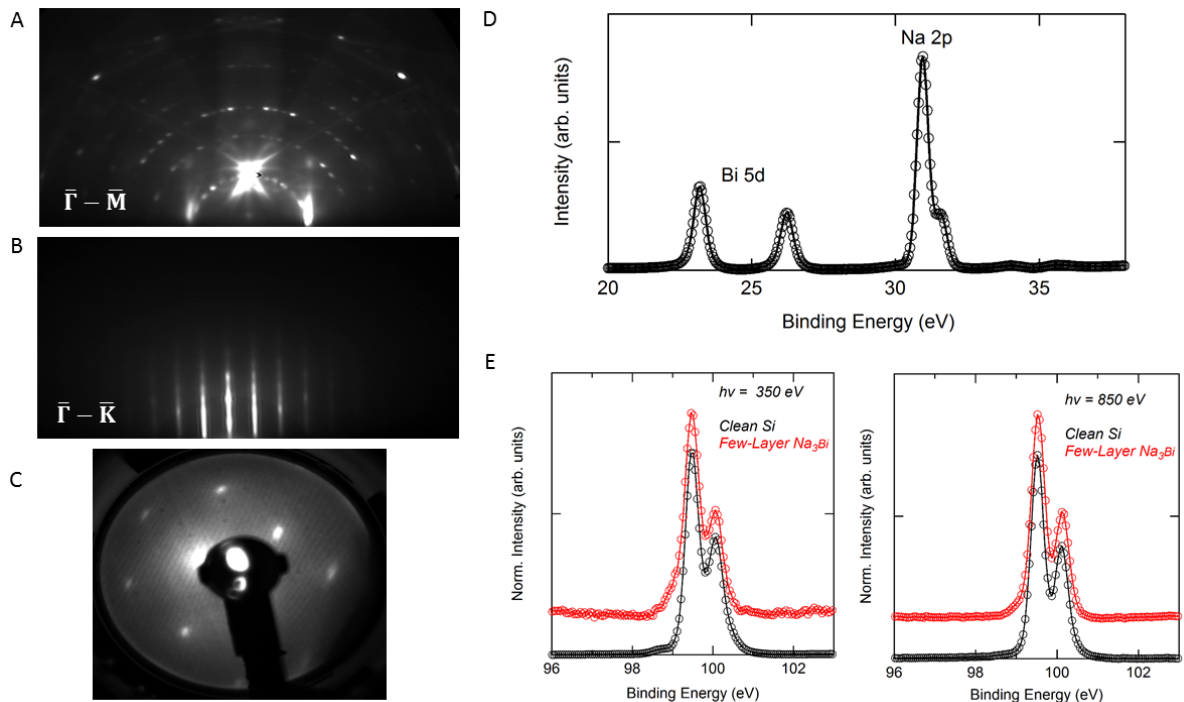 A
Γ̄ – M̄
B
Γ̄ – K̄
C
D
Na 2p
Bi 5d
Intensity (arb. units)
20 25 30 35
Binding Energy (eV)
E
hν = 350 eV
Clean Si
Few-Layer Na₃Bi
Norm. Intensity (arb. units)
96 98 100 102
Binding Energy (eV)
hν = 850 eV
Clean Si
Few-Layer Na₃Bi
Norm. Intensity (arb. units)
96 98 100 102
Binding Energy (eV)